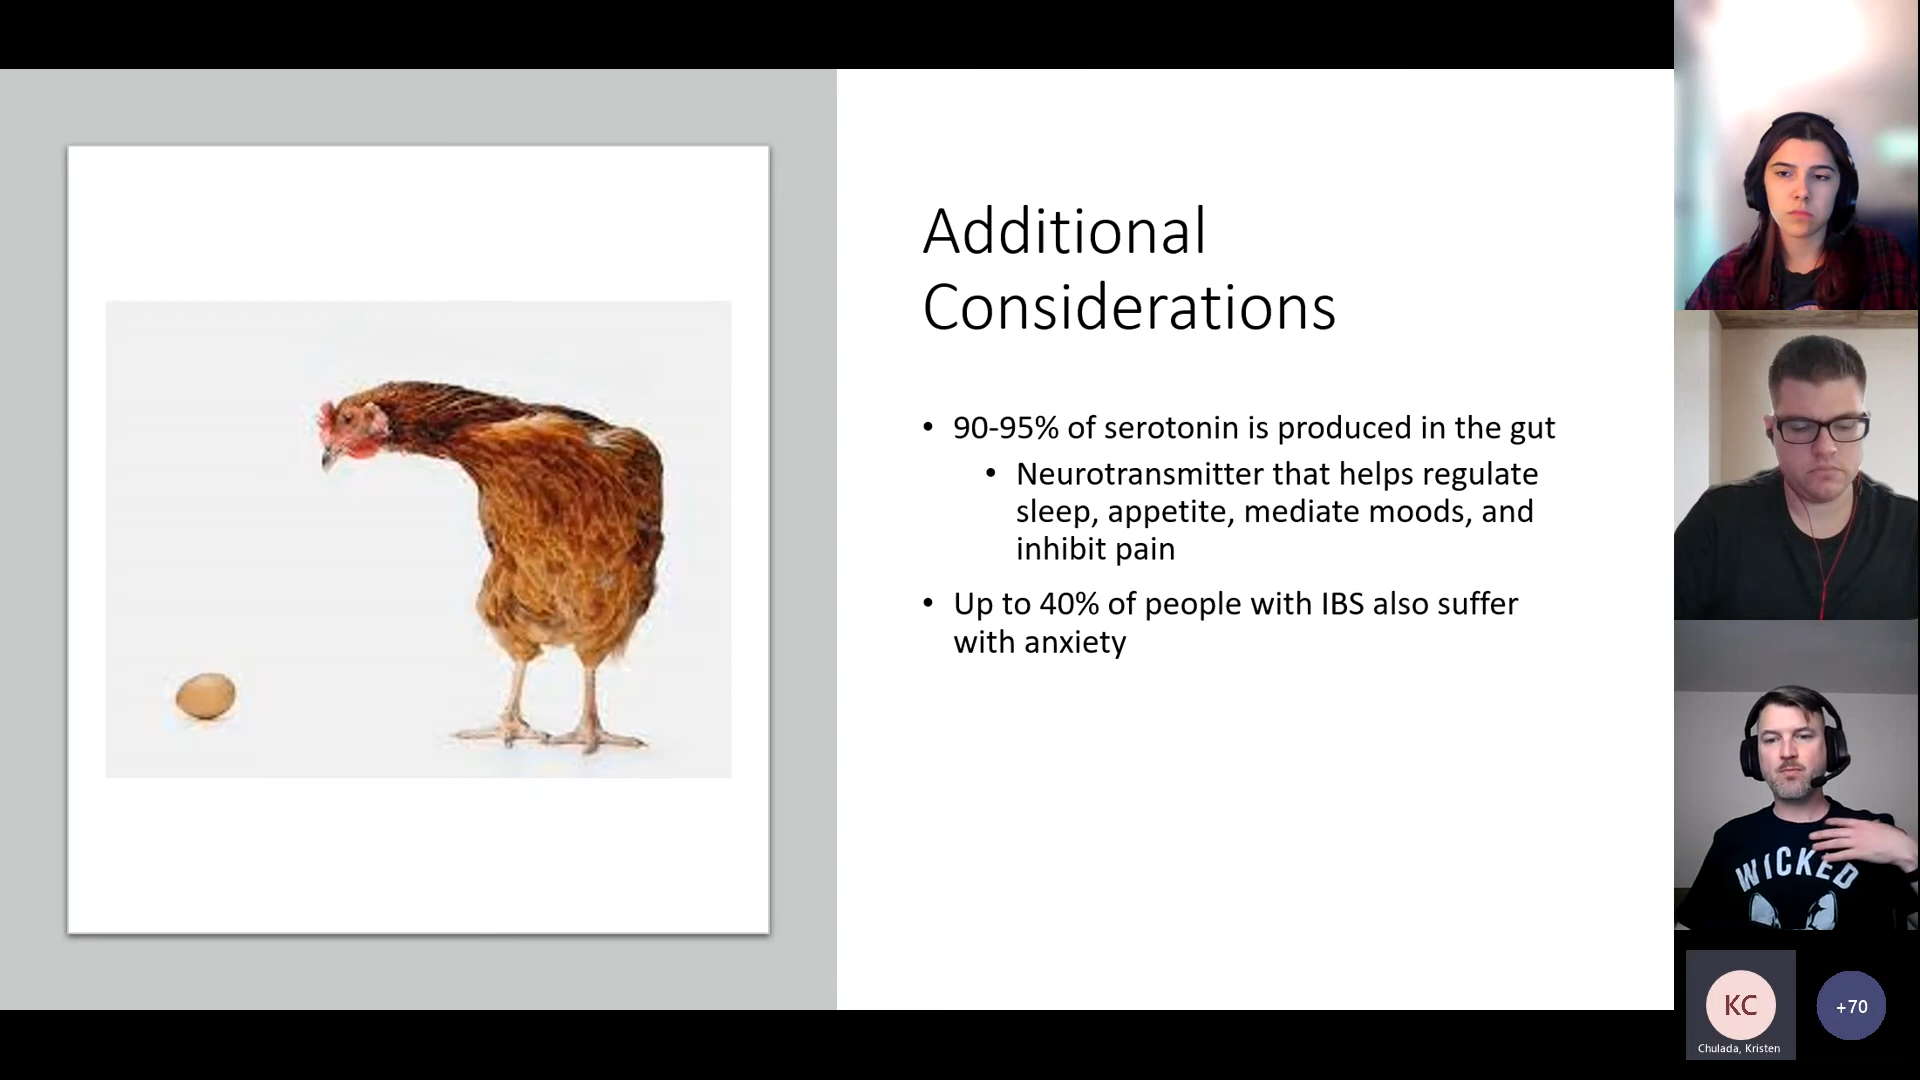 Additional
Considerations
• 90-95% of serotonin is produced in the gut
• Neurotransmitter that helps regulate
sleep, appetite, mediate moods, and
inhibit pain
• Up to 40% of people with IBS also suffer
with anxiety
WICKED
KC
Chulada, Kristen
+70